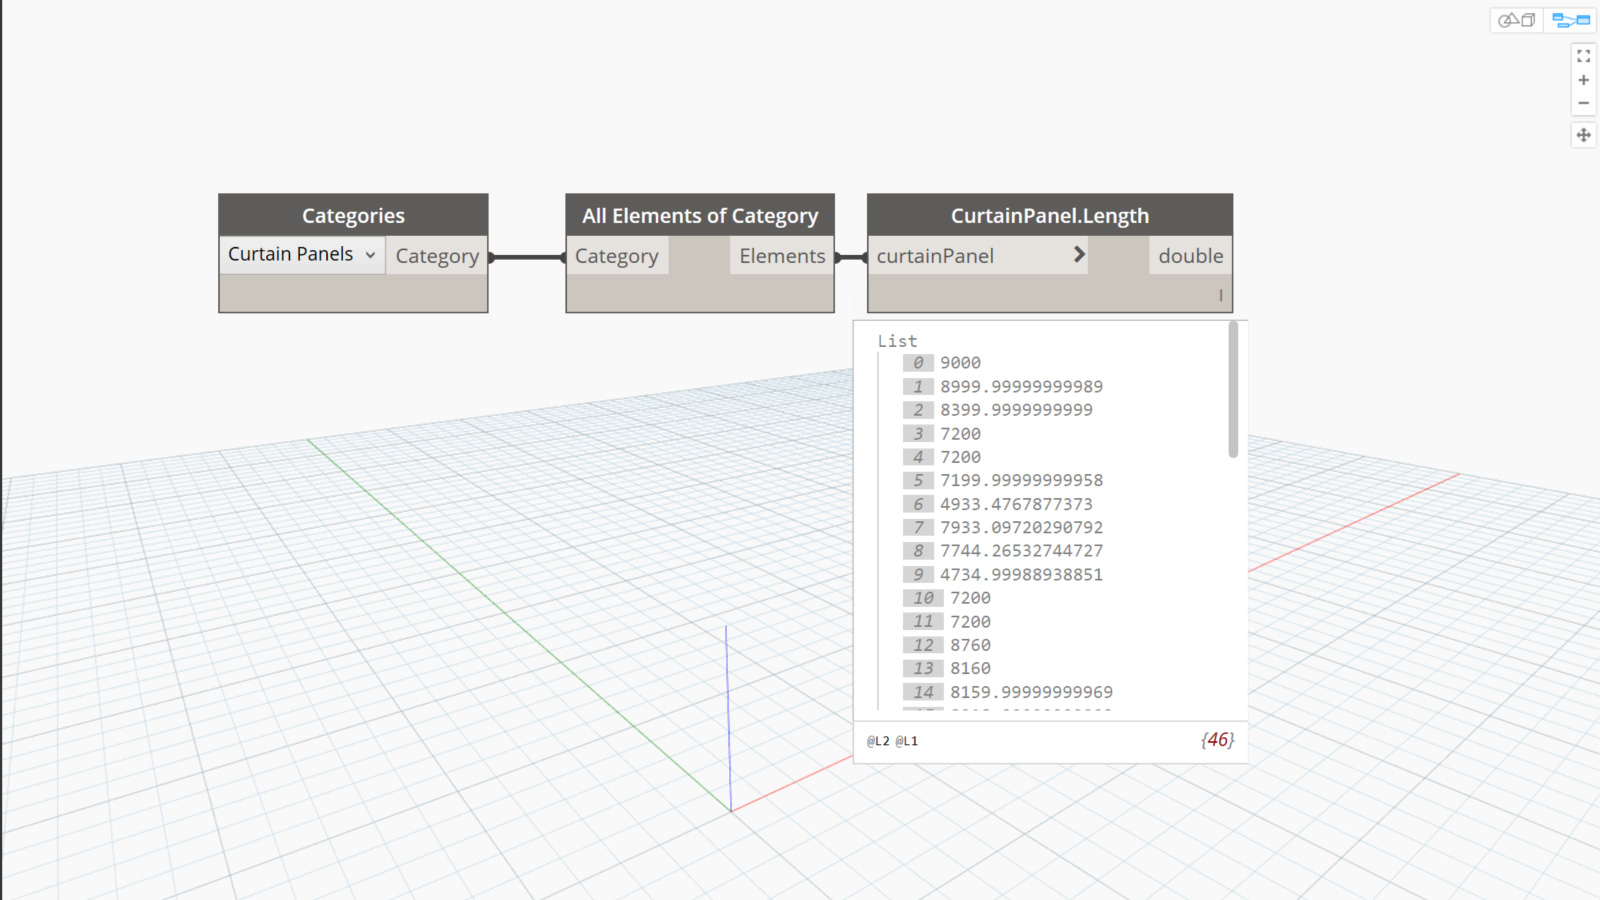 Categories
Curtain Panels Category
All Elements of Category
Category Elements
CurtainPanel.Length
curtainPanel double
List
0 9000
1 8999.99999999989
2 8399.9999999999
3 7200
4 7200
5 7199.99999999958
6 4933.4767877373
7 7933.09720290792
8 7744.26532744727
9 4734.99988938851
10 7200
11 7200
12 8760
13 8160
14 8159.99999999969
@L2 @L1 {46}